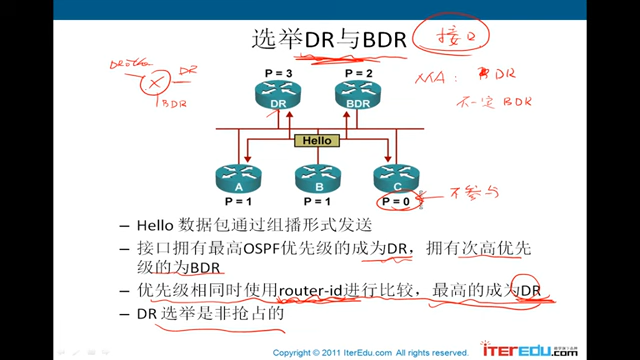 选举DR与BDR
接口
DRother
DR
BDR
P = 3
P = 2
MA: DR
不一定 BDR
DR
BDR
Hello
A
B
C
P = 1
P = 1
P = 0
不参与
– Hello 数据包通过组播形式发送
– 接口拥有最高OSPF优先级的成为DR，拥有次高优先
级的为BDR
– 优先级相同时使用router-id进行比较，最高的成为DR
– DR 选举是非抢占的
Copyright © 2011 IterEdu.com. All rights reserved.
iTEREDU.com